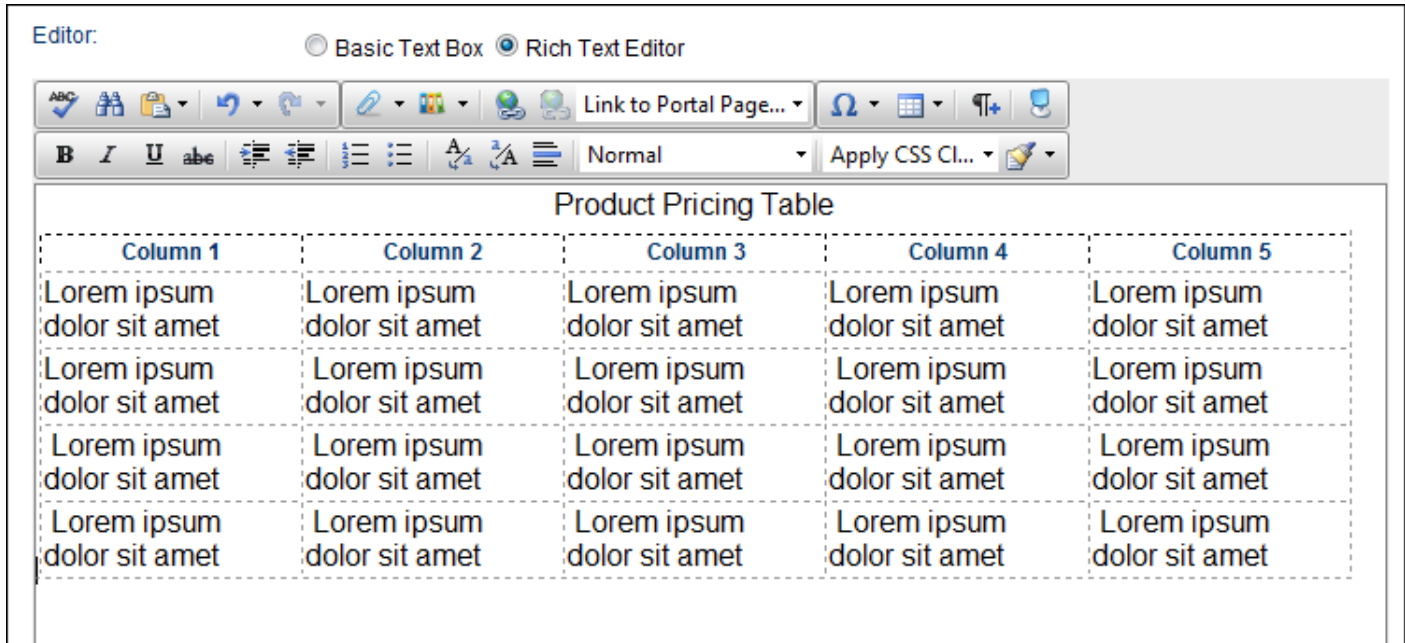 Editor: Basic Text Box Rich Text Editor
ABC Link to Portal Page... Ω
B I U abc Normal Apply CSS Cl...
Product Pricing Table
Column 1 Column 2 Column 3 Column 4 Column 5
Lorem ipsum Lorem ipsum Lorem ipsum Lorem ipsum Lorem ipsum
dolor sit amet dolor sit amet dolor sit amet dolor sit amet dolor sit amet
Lorem ipsum Lorem ipsum Lorem ipsum Lorem ipsum Lorem ipsum
dolor sit amet dolor sit amet dolor sit amet dolor sit amet dolor sit amet
Lorem ipsum Lorem ipsum Lorem ipsum Lorem ipsum Lorem ipsum
dolor sit amet dolor sit amet dolor sit amet dolor sit amet dolor sit amet
Lorem ipsum Lorem ipsum Lorem ipsum Lorem ipsum Lorem ipsum
dolor sit amet dolor sit amet dolor sit amet dolor sit amet dolor sit amet